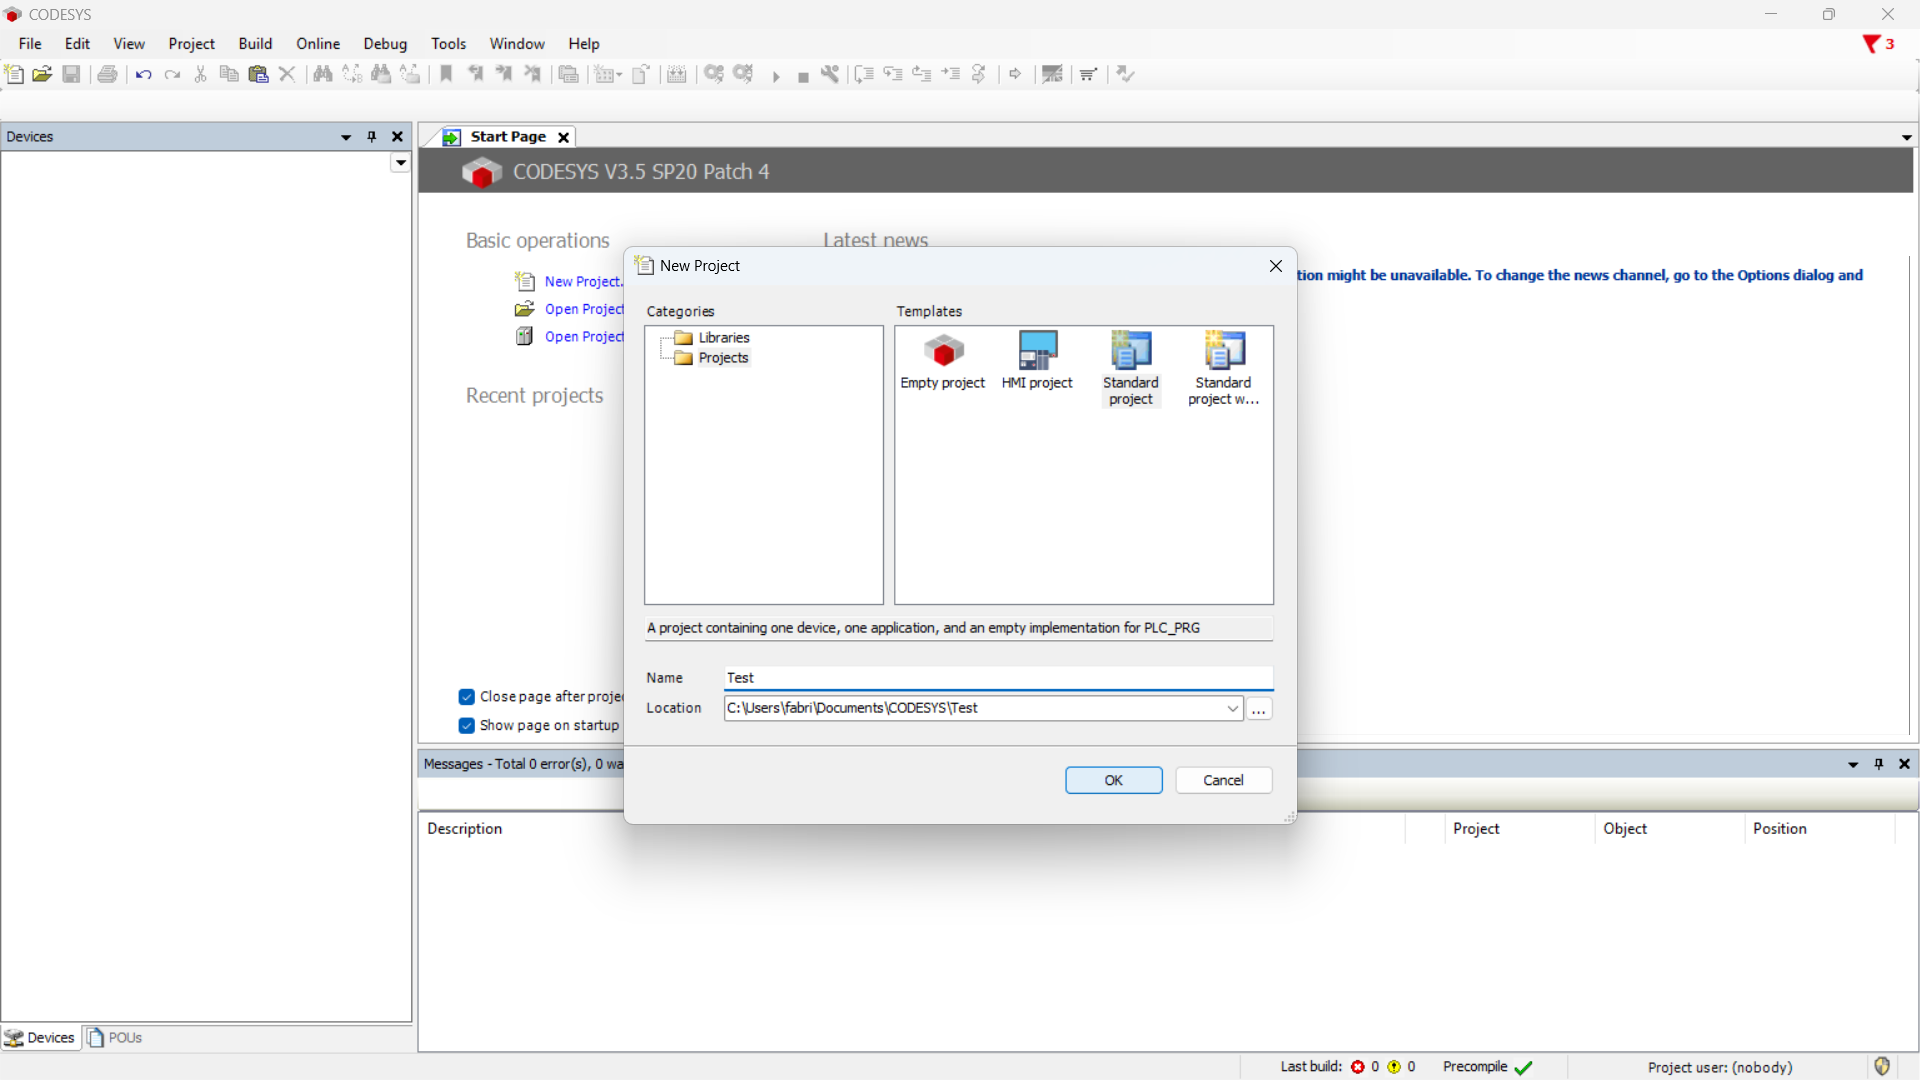 CODESYS
File Edit View Project Build Online Debug Tools Window Help
3
Devices
Start Page
CODESYS V3.5 SP20 Patch 4
Basic operations
Latest news
New Project.
Open Project
Open Project
tion might be unavailable. To change the news channel, go to the Options dialog and
Recent projects
Close page after proje
Show page on startup
New Project
Categories
Templates
Libraries
Projects
Empty project
HMI project
Standard
project
Standard
project w...
A project containing one device, one application, and an empty implementation for PLC_PRG
Name
Test
Location
C:\Users\fabri\Documents\CODESYS\Test
...
OK
Cancel
Messages - Total 0 error(s), 0 wa
Description
Project
Object
Position
Devices
POUs
Last build: 0 0
Precompile
Project user: (nobody)